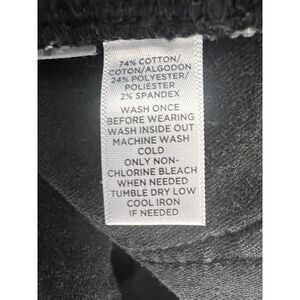 74% COTTON/
COTON/ALGODON
24% POLYESTER/
POLIESTER
2% SPANDEX
WASH ONCE
BEFORE WEARING
WASH INSIDE OUT
MACHINE WASH
COLD
ONLY NON-
CHLORINE BLEACH
WHEN NEEDED
TUMBLE DRY LOW
COOL IRON
IF NEEDED